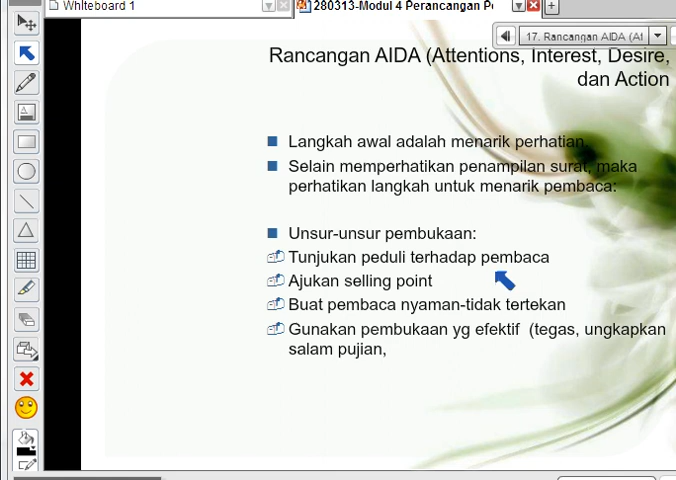 Whiteboard 1
280313-Modul 4 Perancangan P
17. Rancangan AIDA (At
Rancangan AIDA (Attentions, Interest, Desire,
dan Action
Langkah awal adalah menarik perhatian
Selain memperhatikan penampilan surat, maka
perhatikan langkah untuk menarik pembaca:
Unsur-unsur pembukaan:
Tunjukan peduli terhadap pembaca
Ajukan selling point
Buat pembaca nyaman-tidak tertekan
Gunakan pembukaan yg efektif (tegas, ungkapkan
salam pujian,